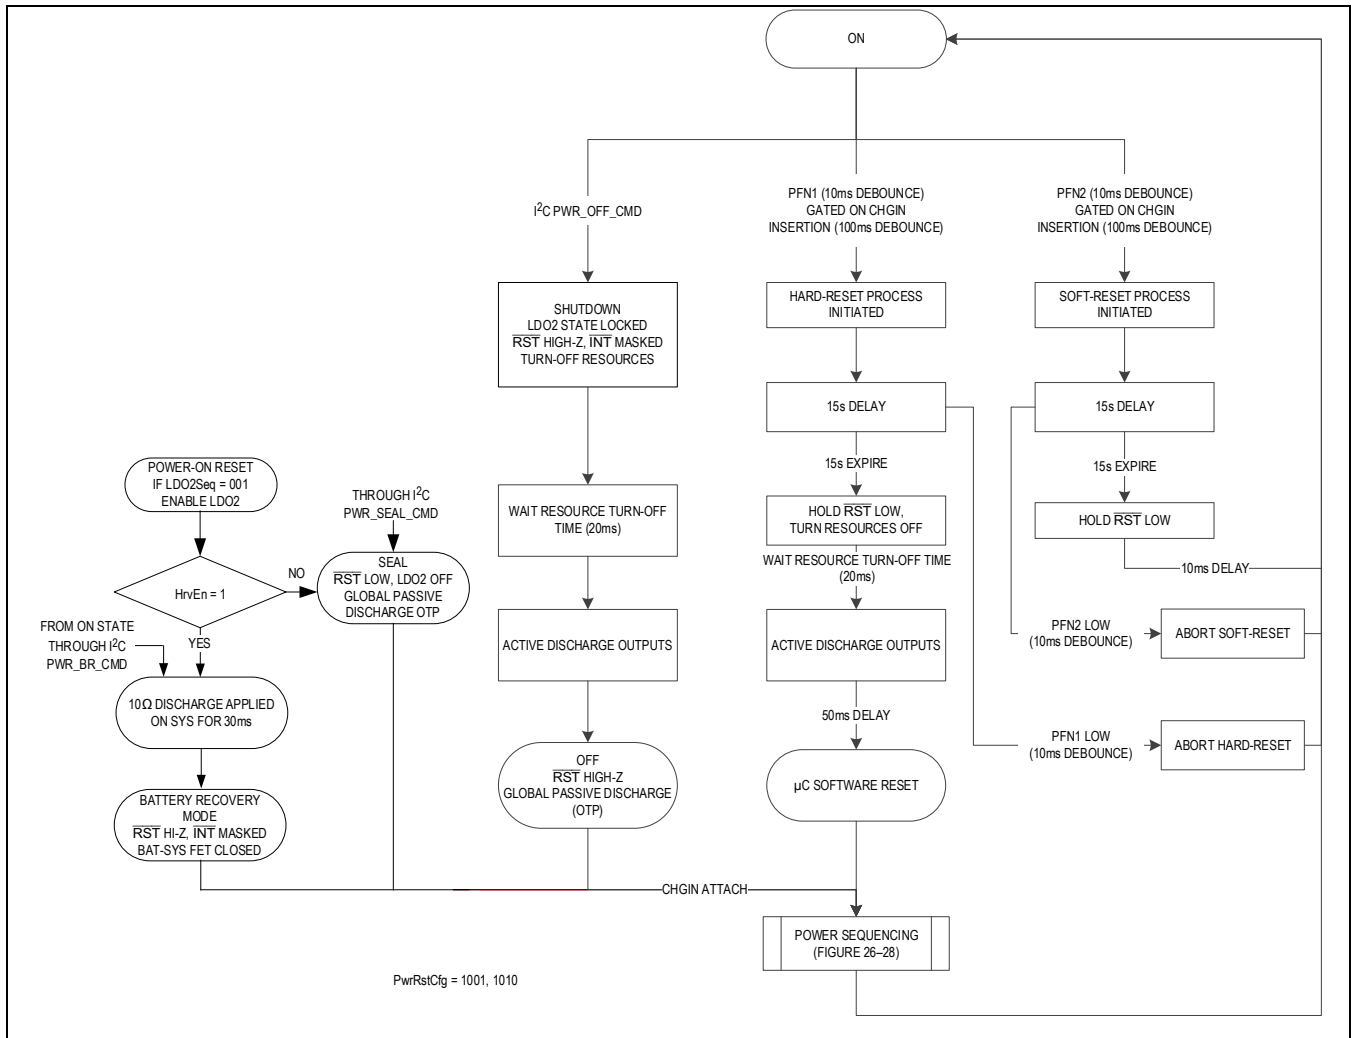 ON
I²C PWR_OFF_CMD
PFN1 (10ms DEBOUNCE)
GATED ON CHGIN
INSERTION (100ms DEBOUNCE)
PFN2 (10ms DEBOUNCE)
GATED ON CHGIN
INSERTION (100ms DEBOUNCE)
SHUTDOWN
LDO2 STATE LOCKED
R̅S̅T̅ HIGH-Z, I̅N̅T̅ MASKED
TURN-OFF RESOURCES
HARD-RESET PROCESS
INITIATED
SOFT-RESET PROCESS
INITIATED
15s DELAY
15s DELAY
15s EXPIRE
15s EXPIRE
POWER-ON RESET
IF LDO2Seq = 001
ENABLE LDO2
THROUGH I²C
PWR_SEAL_CMD
WAIT RESOURCE TURN-OFF
TIME (20ms)
HOLD R̅S̅T̅ LOW,
TURN RESOURCES OFF
HOLD R̅S̅T̅ LOW
WAIT RESOURCE TURN-OFF TIME
(20ms)
10ms DELAY
HrvEn = 1
NO
SEAL
R̅S̅T̅ LOW, LDO2 OFF
GLOBAL PASSIVE
DISCHARGE OTP
FROM ON STATE
THROUGH I²C
PWR_BR_CMD
YES
ACTIVE DISCHARGE OUTPUTS
ACTIVE DISCHARGE OUTPUTS
PFN2 LOW
(10ms DEBOUNCE)
ABORT SOFT-RESET
10Ω DISCHARGE APPLIED
ON SYS FOR 30ms
50ms DELAY
PFN1 LOW
(10ms DEBOUNCE)
ABORT HARD-RESET
OFF
R̅S̅T̅ HIGH-Z
GLOBAL PASSIVE DISCHARGE
(OTP)
µC SOFTWARE RESET
BATTERY RECOVERY
MODE
R̅S̅T̅ HI-Z, I̅N̅T̅ MASKED
BAT-SYS FET CLOSED
CHGIN ATTACH
POWER SEQUENCING
(FIGURE 26–28)
PwrRstCfg = 1001, 1010